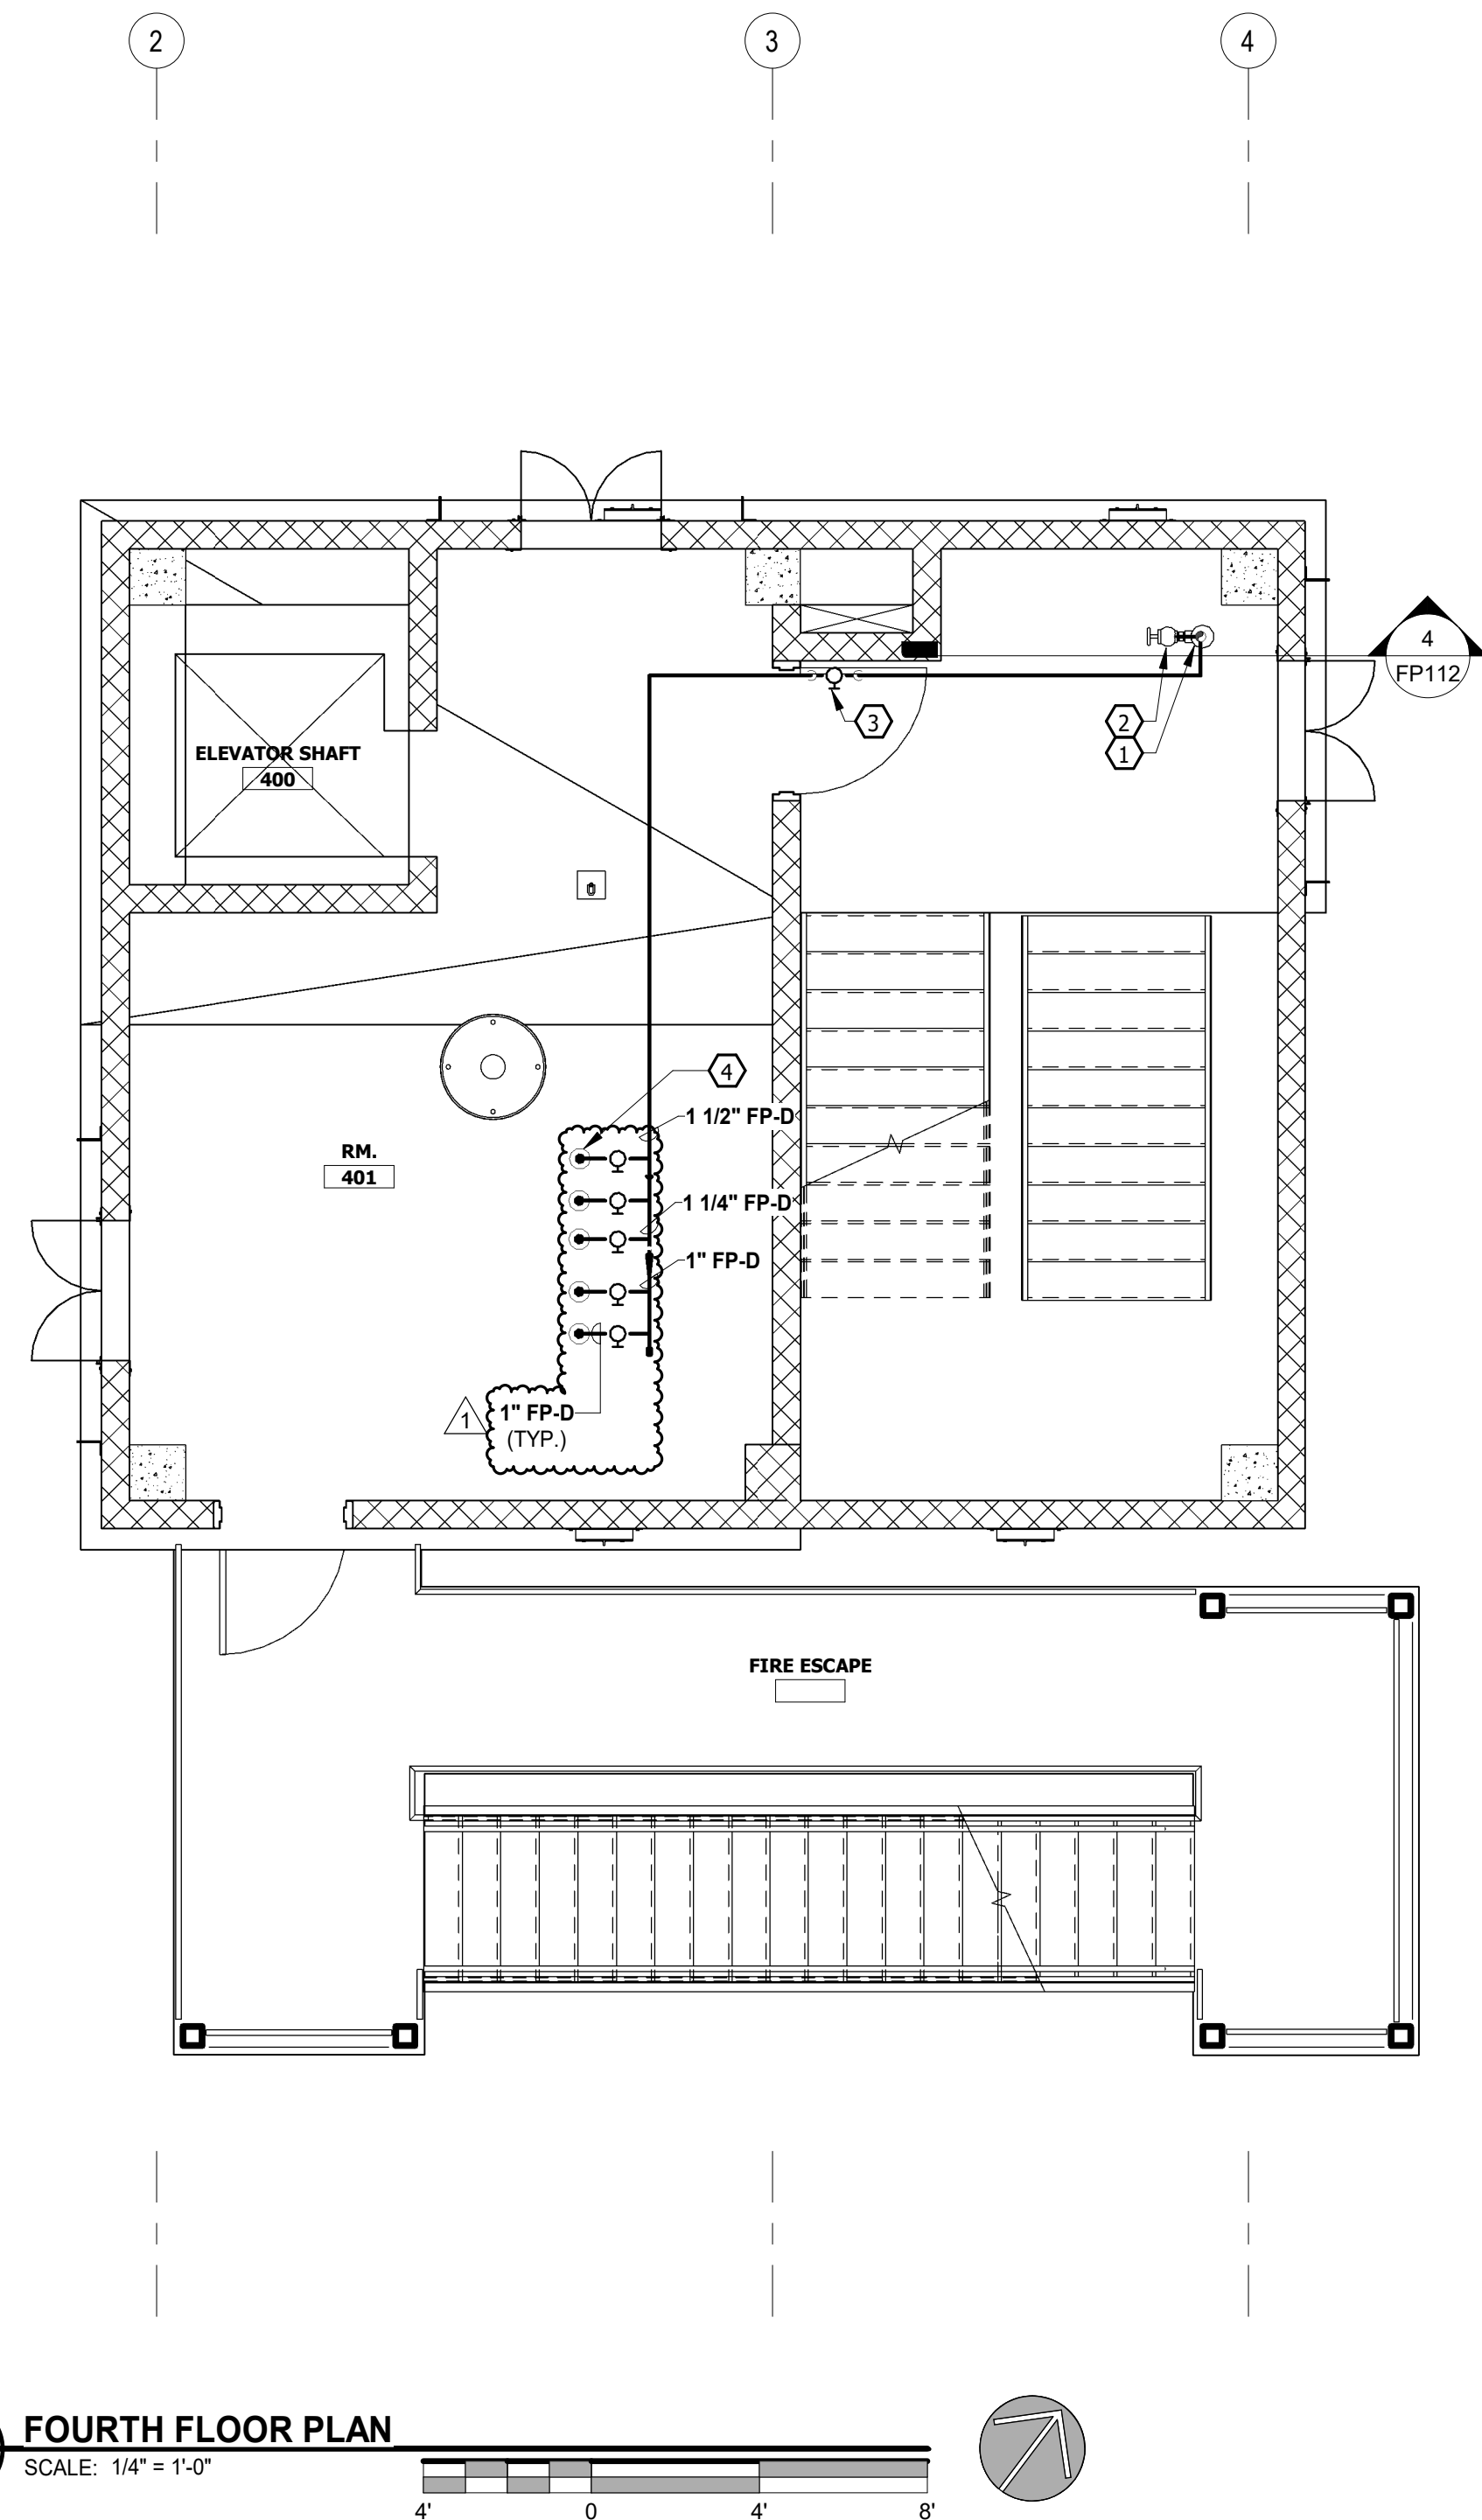 2
3
4
4
FP112
3
2
1
ELEVATOR SHAFT
400
4
1 1/2" FP-D
RM.
401
1 1/4" FP-D
1" FP-D
1
1" FP-D
(TYP.)
FIRE ESCAPE
FOURTH FLOOR PLAN
SCALE: 1/4" = 1'-0"
4'
0
4'
8'